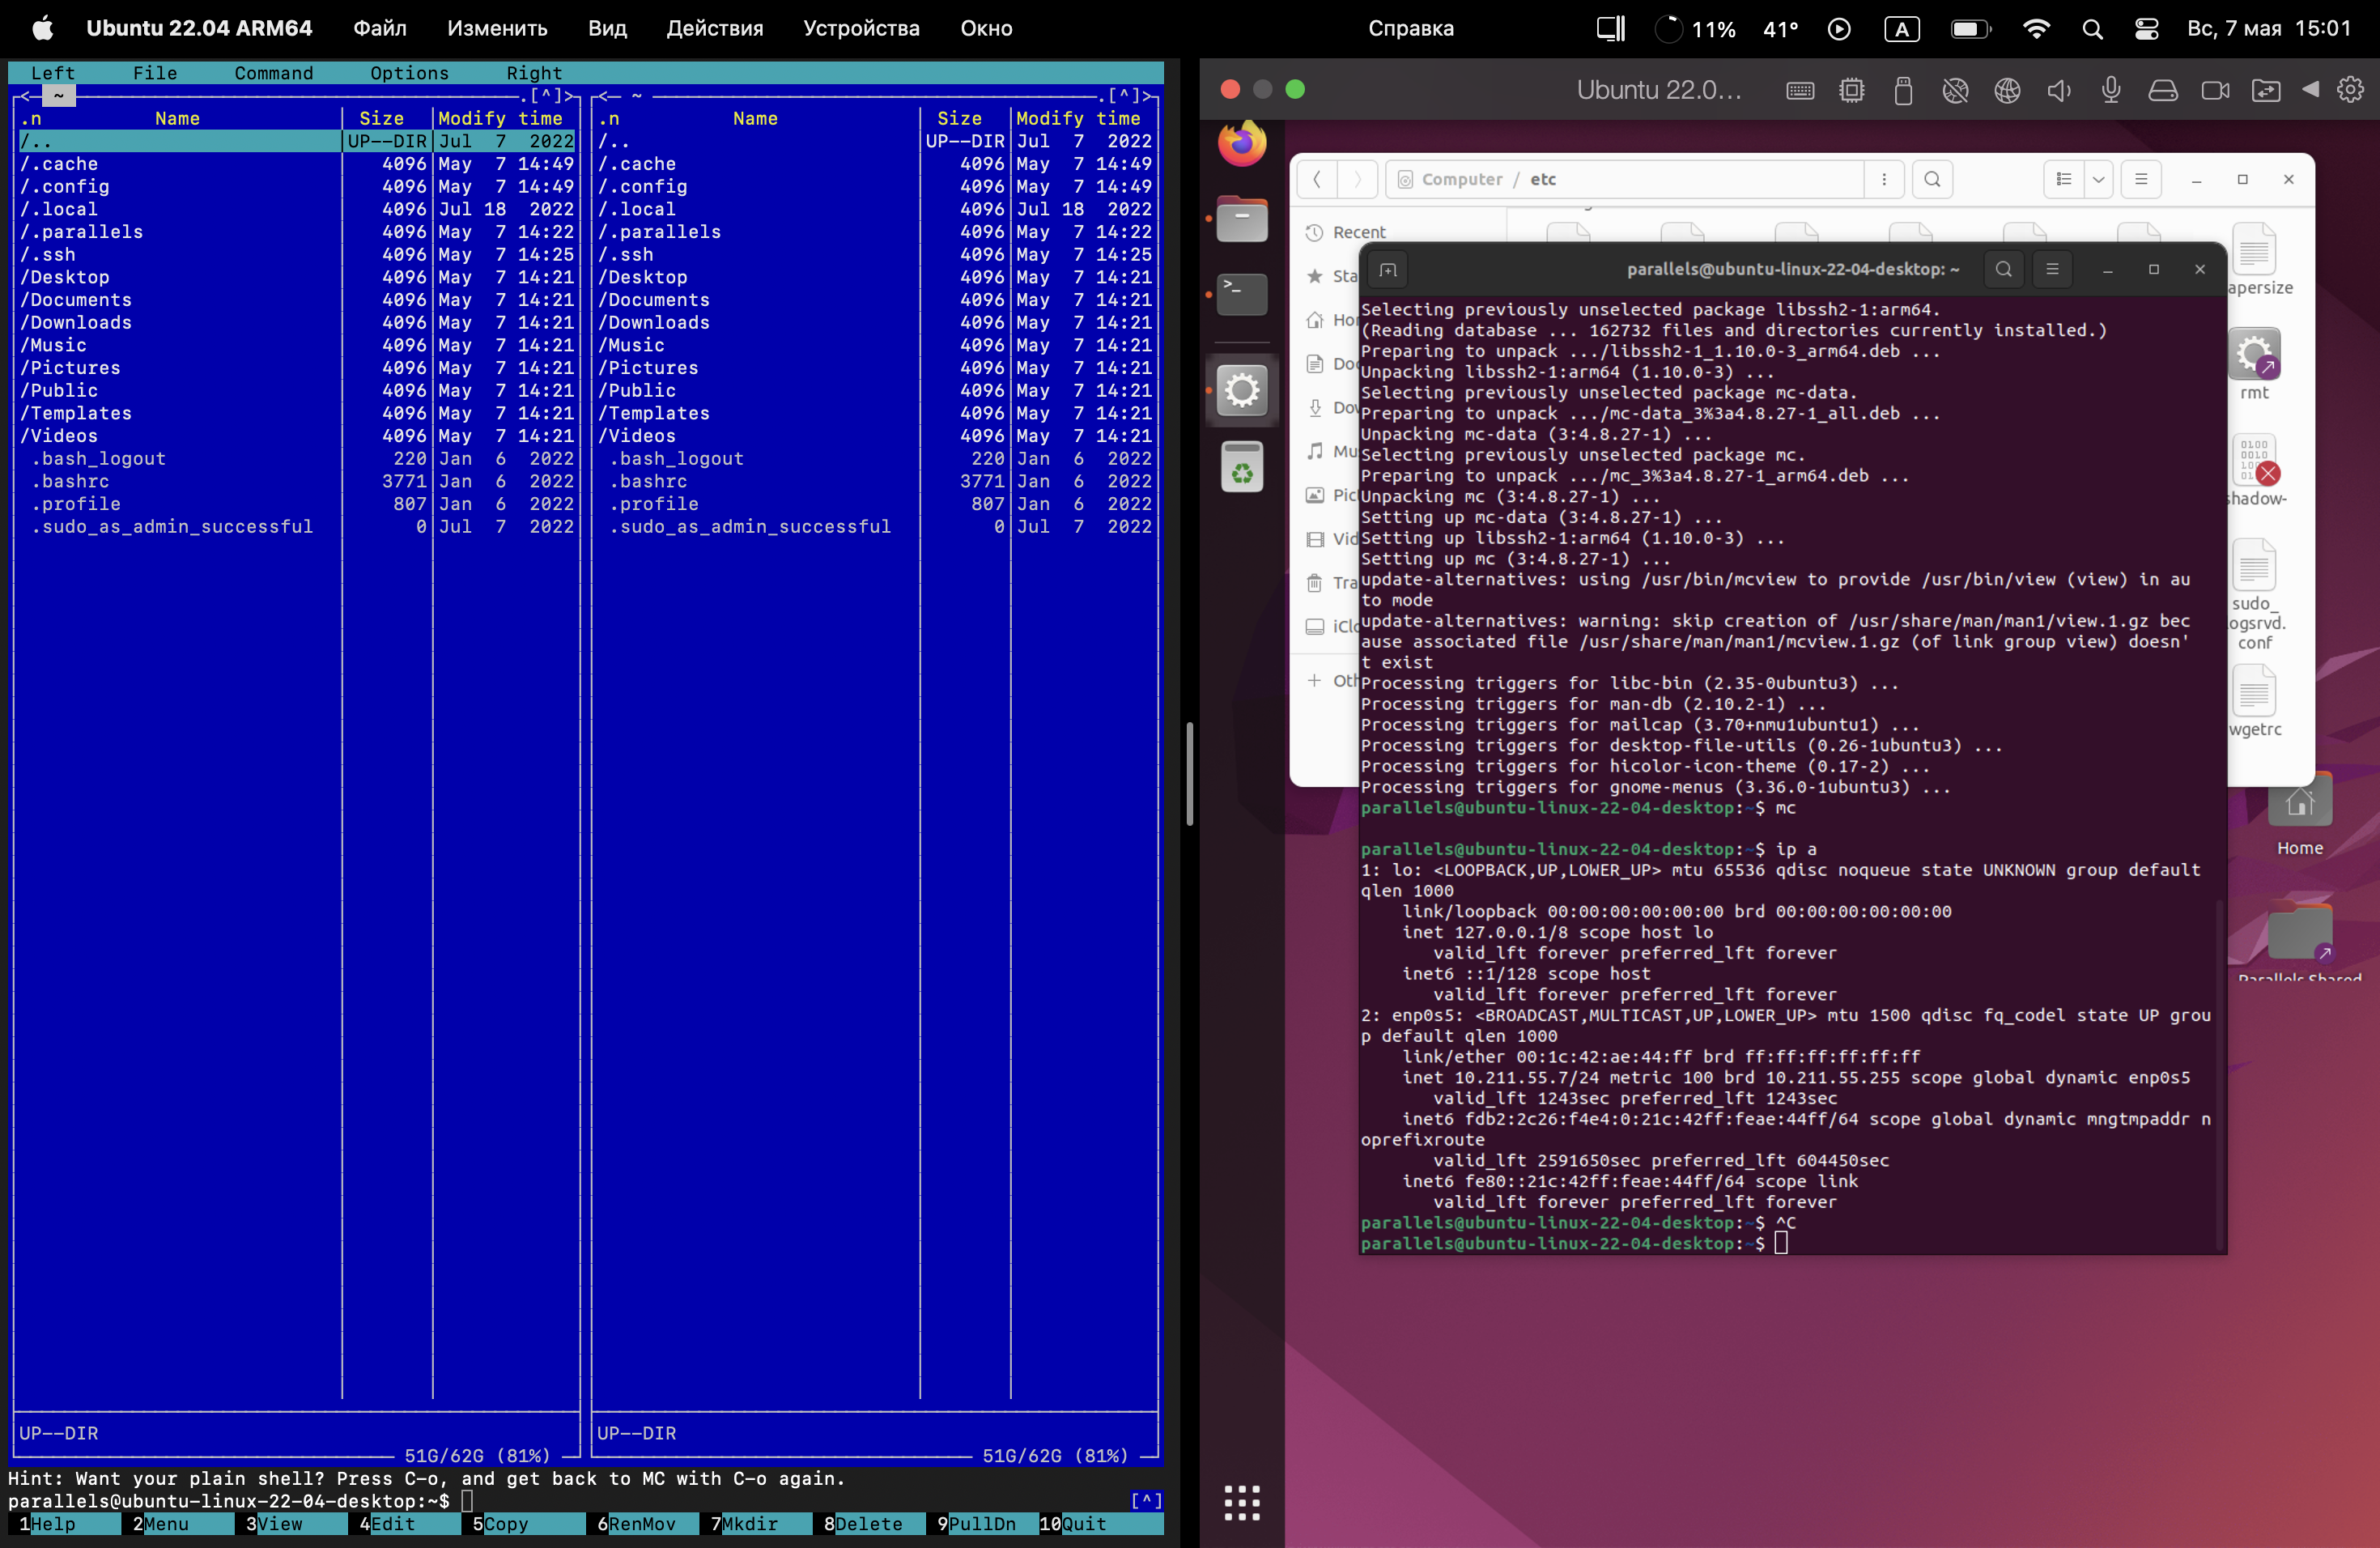 Ubuntu 22.04 ARM64 Файл Изменить Вид Действия Устройства Окно Справка 11% 41° A Вс, 7 мая 15:01
Left File Command Options Right
<— ~ .[^]> <— ~ .[^]>
.n Name Size Modify time .n Name Size Modify time
/.. UP--DIR Jul 7 2022 /.. UP--DIR Jul 7 2022
/.cache 4096 May 7 14:49 /.cache 4096 May 7 14:49
/.config 4096 May 7 14:49 /.config 4096 May 7 14:49
/.local 4096 Jul 18 2022 /.local 4096 Jul 18 2022
/.parallels 4096 May 7 14:22 /.parallels 4096 May 7 14:22
/.ssh 4096 May 7 14:25 /.ssh 4096 May 7 14:25
/Desktop 4096 May 7 14:21 /Desktop 4096 May 7 14:21
/Documents 4096 May 7 14:21 /Documents 4096 May 7 14:21
/Downloads 4096 May 7 14:21 /Downloads 4096 May 7 14:21
/Music 4096 May 7 14:21 /Music 4096 May 7 14:21
/Pictures 4096 May 7 14:21 /Pictures 4096 May 7 14:21
/Public 4096 May 7 14:21 /Public 4096 May 7 14:21
/Templates 4096 May 7 14:21 /Templates 4096 May 7 14:21
/Videos 4096 May 7 14:21 /Videos 4096 May 7 14:21
.bash_logout 220 Jan 6 2022 .bash_logout 220 Jan 6 2022
.bashrc 3771 Jan 6 2022 .bashrc 3771 Jan 6 2022
.profile 807 Jan 6 2022 .profile 807 Jan 6 2022
.sudo_as_admin_successful 0 Jul 7 2022 .sudo_as_admin_successful 0 Jul 7 2022
UP--DIR UP--DIR
51G/62G (81%) 51G/62G (81%)
Hint: Want your plain shell? Press C-o, and get back to MC with C-o again.
parallels@ubuntu-linux-22-04-desktop:~$ [^]
1Help 2Menu 3View 4Edit 5Copy 6RenMov 7Mkdir 8Delete 9PullDn 10Quit
Ubuntu 22.0...
Computer / etc
Recent
Sta
Ho
Do
Dow
Mu
Pic
Vid
Tra
iClo
+ Oth
apersize
rmt
shadow-
sudo_
ogsrvd.
conf
wgetrc
parallels@ubuntu-linux-22-04-desktop: ~
Selecting previously unselected package libssh2-1:arm64.
(Reading database ... 162732 files and directories currently installed.)
Preparing to unpack .../libssh2-1_1.10.0-3_arm64.deb ...
Unpacking libssh2-1:arm64 (1.10.0-3) ...
Selecting previously unselected package mc-data.
Preparing to unpack .../mc-data_3%3a4.8.27-1_all.deb ...
Unpacking mc-data (3:4.8.27-1) ...
Selecting previously unselected package mc.
Preparing to unpack .../mc_3%3a4.8.27-1_arm64.deb ...
Unpacking mc (3:4.8.27-1) ...
Setting up mc-data (3:4.8.27-1) ...
Setting up libssh2-1:arm64 (1.10.0-3) ...
Setting up mc (3:4.8.27-1) ...
update-alternatives: using /usr/bin/mcview to provide /usr/bin/view (view) in au
to mode
update-alternatives: warning: skip creation of /usr/share/man/man1/view.1.gz bec
ause associated file /usr/share/man/man1/mcview.1.gz (of link group view) doesn'
t exist
Processing triggers for libc-bin (2.35-0ubuntu3) ...
Processing triggers for man-db (2.10.2-1) ...
Processing triggers for mailcap (3.70+nmu1ubuntu1) ...
Processing triggers for desktop-file-utils (0.26-1ubuntu3) ...
Processing triggers for hicolor-icon-theme (0.17-2) ...
Processing triggers for gnome-menus (3.36.0-1ubuntu3) ...
parallels@ubuntu-linux-22-04-desktop:~$ mc
parallels@ubuntu-linux-22-04-desktop:~$ ip a
1: lo: <LOOPBACK,UP,LOWER_UP> mtu 65536 qdisc noqueue state UNKNOWN group default
qlen 1000
link/loopback 00:00:00:00:00:00 brd 00:00:00:00:00:00
inet 127.0.0.1/8 scope host lo
valid_lft forever preferred_lft forever
inet6 ::1/128 scope host
valid_lft forever preferred_lft forever
2: enp0s5: <BROADCAST,MULTICAST,UP,LOWER_UP> mtu 1500 qdisc fq_codel state UP grou
p default qlen 1000
link/ether 00:1c:42:ae:44:ff brd ff:ff:ff:ff:ff:ff
inet 10.211.55.7/24 metric 100 brd 10.211.55.255 scope global dynamic enp0s5
valid_lft 1243sec preferred_lft 1243sec
inet6 fdb2:2c26:f4e4:0:21c:42ff:feae:44ff/64 scope global dynamic mngtmpaddr n
oprefixroute
valid_lft 2591650sec preferred_lft 604450sec
inet6 fe80::21c:42ff:feae:44ff/64 scope link
valid_lft forever preferred_lft forever
parallels@ubuntu-linux-22-04-desktop:~$ ^C
parallels@ubuntu-linux-22-04-desktop:~$
Home
Parallels Shared